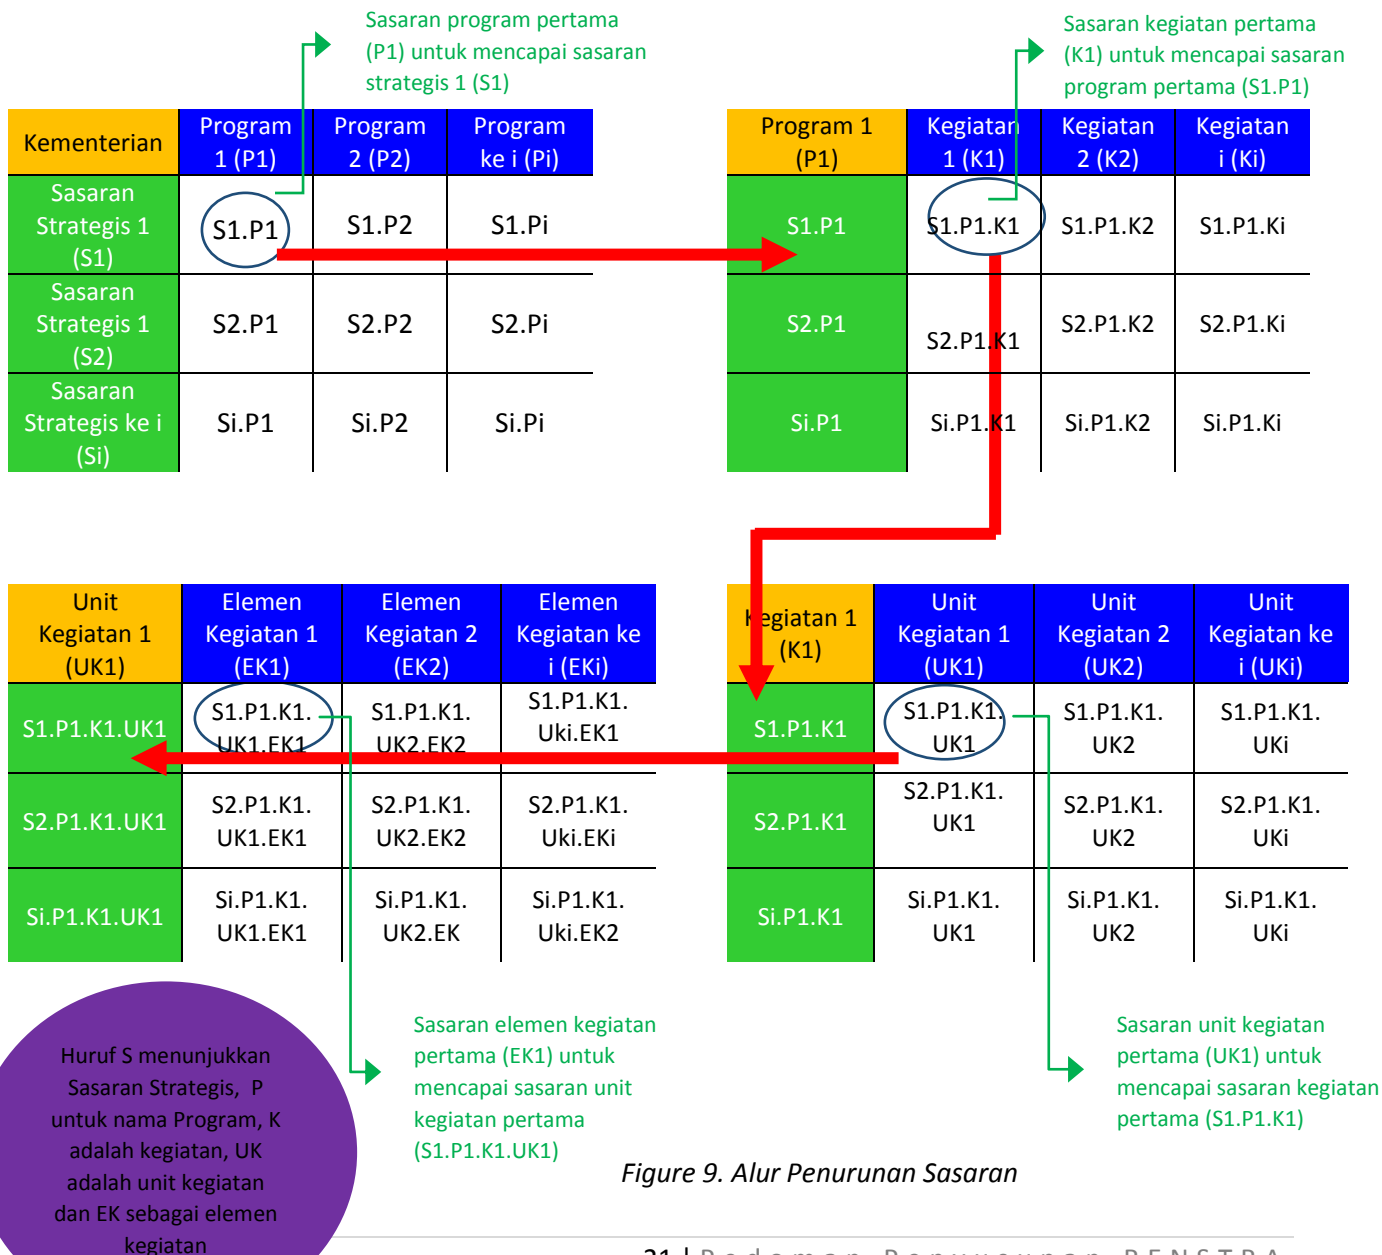 Sasaran program pertama
(P1) untuk mencapai sasaran
strategis 1 (S1)
Sasaran kegiatan pertama
(K1) untuk mencapai sasaran
program pertama (S1.P1)
Kementerian
Program
1 (P1)
Program
2 (P2)
Program
ke i (Pi)
Sasaran
Strategis 1
(S1)
S1.P1
S1.P2
S1.Pi
Sasaran
Strategis 1
(S2)
S2.P1
S2.P2
S2.Pi
Sasaran
Strategis ke i
(Si)
Si.P1
Si.P2
Si.Pi
Program 1
(P1)
Kegiatan
1 (K1)
Kegiatan
2 (K2)
Kegiatan
i (Ki)
S1.P1
S1.P1.K1
S1.P1.K2
S1.P1.Ki
S2.P1
S2.P1.K1
S2.P1.K2
S2.P1.Ki
Si.P1
Si.P1.K1
Si.P1.K2
Si.P1.Ki
Unit
Kegiatan 1
(UK1)
Elemen
Kegiatan 1
(EK1)
Elemen
Kegiatan 2
(EK2)
Elemen
Kegiatan ke
i (EKi)
S1.P1.K1.UK1
S1.P1.K1.
UK1.EK1
S1.P1.K1.
UK2.EK2
S1.P1.K1.
Uki.EK1
S2.P1.K1.UK1
S2.P1.K1.
UK1.EK1
S2.P1.K1.
UK2.EK2
S2.P1.K1.
Uki.EKi
Si.P1.K1.UK1
Si.P1.K1.
UK1.EK1
Si.P1.K1.
UK2.EK
Si.P1.K1.
Uki.EK2
Kegiatan 1
(K1)
Unit
Kegiatan 1
(UK1)
Unit
Kegiatan 2
(UK2)
Unit
Kegiatan ke
i (UKi)
S1.P1.K1
S1.P1.K1.
UK1
S1.P1.K1.
UK2
S1.P1.K1.
UKi
S2.P1.K1
S2.P1.K1.
UK1
S2.P1.K1.
UK2
S2.P1.K1.
UKi
Si.P1.K1
Si.P1.K1.
UK1
Si.P1.K1.
UK2
Si.P1.K1.
UKi
Huruf S menunjukkan
Sasaran Strategis, P
untuk nama Program, K
adalah kegiatan, UK
adalah unit kegiatan
dan EK sebagai elemen
kegiatan
Sasaran elemen kegiatan
pertama (EK1) untuk
mencapai sasaran unit
kegiatan pertama
(S1.P1.K1.UK1)
Sasaran unit kegiatan
pertama (UK1) untuk
mencapai sasaran kegiatan
pertama (S1.P1.K1)
Figure 9. Alur Penurunan Sasaran
21 | Pedoman Penyusunan RENSTRA